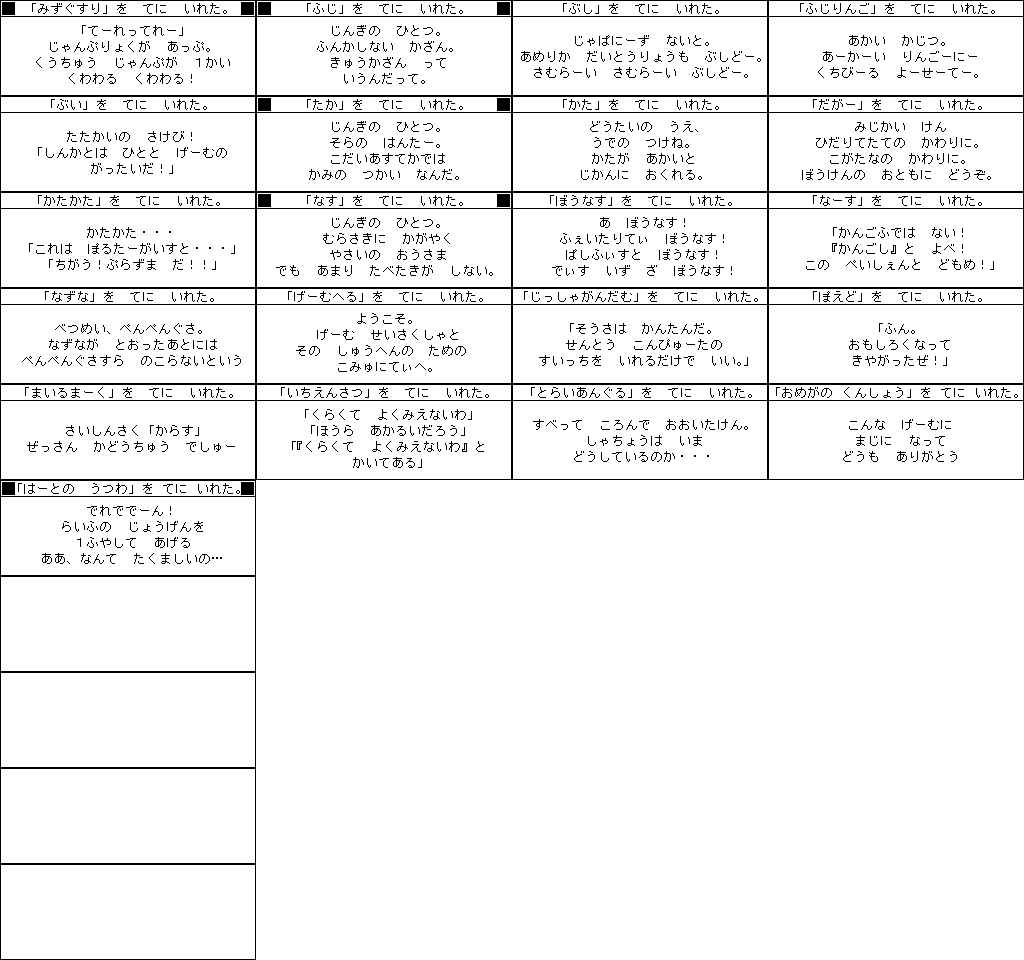 「みずぐすり」を　てに　いれた。
「てーれってれー」
じゃんぷりょくが　あっぷ。
くうちゅう　じゃんぷが　１かい
くわわる　くわわる！
「ふじ」を　てに　いれた。
じんぎの　ひとつ。
ふんかしない　かざん。
きゅうかざん　って
いうんだって。
「ぶし」を　てに　いれた。
じゃぱにーず　ないと。
あめりか　だいとうりょうも　ぶしどー。
さむらーい　さむらーい　ぶしどー。
「ふじりんご」を　てに　いれた。
あかい　かじつ。
あーかーい　りんごーにー
くちびーる　よーせーてー。
「ぶい」を　てに　いれた。
たたかいの　さけび！
「しんかとは　ひとと　げーむの
がったいだ！」
「たか」を　てに　いれた。
じんぎの　ひとつ。
そらの　はんたー。
こだいあすてかでは
かみの　つかい　なんだ。
「かた」を　てに　いれた。
どうたいの　うえ、
うでの　つけね。
かたが　あかいと
じかんに　おくれる。
「だがー」を　てに　いれた。
みじかい　けん
ひだりてたての　かわりに。
こがたなの　かわりに。
ぼうけんの　おともに　どうぞ。
「かたかた」を　てに　いれた。
かたかた・・・
「これは　ぽるたーがいすと・・・」
「ちがう！ぷらずま　だ！！」
「なす」を　てに　いれた。
じんぎの　ひとつ。
むらさきに　かがやく
やさいの　おうさま
でも　あまり　たべたきが　しない。
「ぼうなす」を　てに　いれた。
あ　ぼうなす！
ふぇいたりてぃ　ぼうなす！
ぱしふぃすと　ぼうなす！
でぃす　いず　ざ　ぼうなす！
「なーす」を　てに　いれた。
「かんごふでは　ない！
『かんごし』と　よべ！
この　ぺいしぇんと　どもめ！」
「なずな」を　てに　いれた。
べつめい、ぺんぺんぐさ。
なずなが　とおったあとには
ぺんぺんぐさすら　のこらないという
「げーむへる」を　てに　いれた。
ようこそ。
げーむ　せいさくしゃと
その　しゅうへんの　ための
こみゅにてぃへ。
「じっしゃがんだむ」を　てに　いれた。
「そうさは　かんたんだ。
せんとう　こんぴゅーたの
すいっちを　いれるだけで　いい。」
「ぽえど」を　てに　いれた。
「ふん。
おもしろくなって
きやがったぜ！」
「まいるまーく」を　てに　いれた。
さいしんさく「からす」
ぜっさん　かどうちゅう　でしゅー
「いちえんさつ」を　てに　いれた。
「くらくて　よくみえないわ」
「ほうら　あかるいだろう」
「『くらくて　よくみえないわ』と
かいてある」
「とらいあんぐる」を　てに　いれた。
すべって　ころんで　おおいたけん。
しゃちょうは　いま
どうしているのか・・・
「おめがの くんしょう」を てに いれた。
こんな　げーむに
まじに　なって
どうも　ありがとう
「はーとの　うつわ」を てに いれた。
でれででーん！
らいふの　じょうげんを
１ふやして　あげる
ああ、なんて　たくましいの…